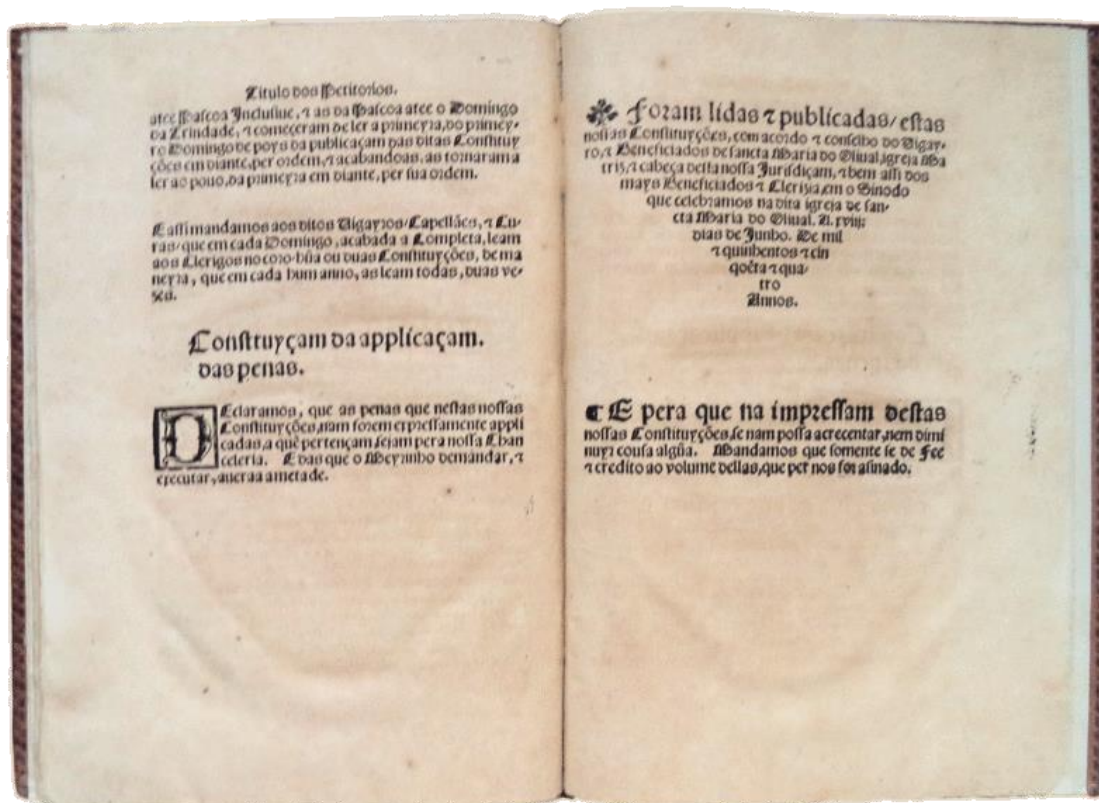 Titulo dos Petitorios.
atee Pascoa Inclusiue, ⁊ as da Pascoa atee o Domingo
da Trindade, ⁊ começeram de ler a primeyra, do primey-
ro Domingo de poys da publicaçam das ditas Constituy
ções em diante, per ordem, ⁊ acabandoas, as tornaram a
ler ao pouo, da primeyra em diante, per sua ordem.
E assi mandamos aos ditos Uigayros/Capellães, ⁊ Cu-
ras/ que em cada Domingo, acabada a Completa, leam
aos Clerigos no coro hũa ou duas Constituyções, de ma
neyra, que em cada hum anno, as leam todas, duas ve-
zes.
Constituyçam da applicaçam.
das penas.
DEclaramos, que as penas que nestas nossas
Constituyções, nam forem expressamente appli
cadas, a quẽ pertençam sejam pera nossa Chan
celeria. E das que o Meyrinho demandar, ⁊
executar, aueraa ametade.
Foram lidas ⁊ publicadas/ estas
nossas Constituyções, com acordo ⁊ conselho do Uigay-
ro, ⁊ Beneficiados de sancta Maria do Oliual, igreja Ma
triz, ⁊ cabeça desta nossa Jurisdiçam, ⁊ bem assi dos
mays Beneficiados ⁊ Clerizia, em o Sinodo
que celebramos na dita igreja de san-
cta Maria do Oliual. A. xviij:
dias de Junho. De mil
⁊ quinhentos ⁊ cin
qoẽta ⁊ qua-
tro
Annos.
¶ E pera que na impressam destas
nossas Constituyções, se nam possa acrecentar, nem dimi
nuyr cousa algũa. Mandamos que somente se de Fee
⁊ credito ao volume dellas, que per nos for asinado.